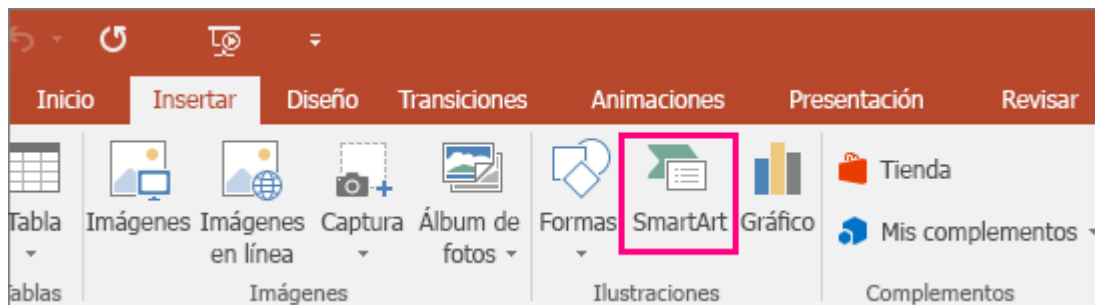 Inicio Insertar Diseño Transiciones Animaciones Presentación Revisar
Tabla Imágenes Imágenes en línea Captura Álbum de fotos Formas SmartArt Gráfico
Tienda
Mis complementos
Tablas Imágenes Ilustraciones Complementos